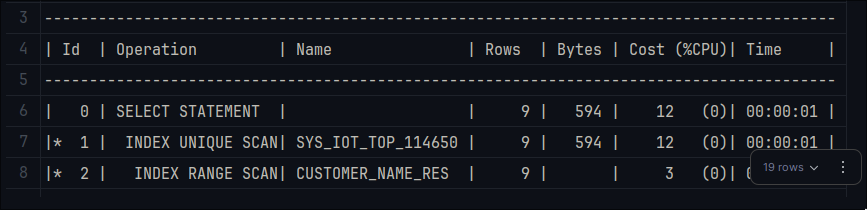 3 ----------------------------------------------------------------------------------------
4 | Id  | Operation         | Name               | Rows  | Bytes | Cost (%CPU)| Time     |
5 ----------------------------------------------------------------------------------------
6 |   0 | SELECT STATEMENT  |                    |     9 |   594 |    12   (0)| 00:00:01 |
7 |*  1 |  INDEX UNIQUE SCAN| SYS_IOT_TOP_114650 |     9 |   594 |    12   (0)| 00:00:01 |
8 |*  2 |   INDEX RANGE SCAN| CUSTOMER_NAME_RES  |     9 |       |     3   (0)|
19 rows